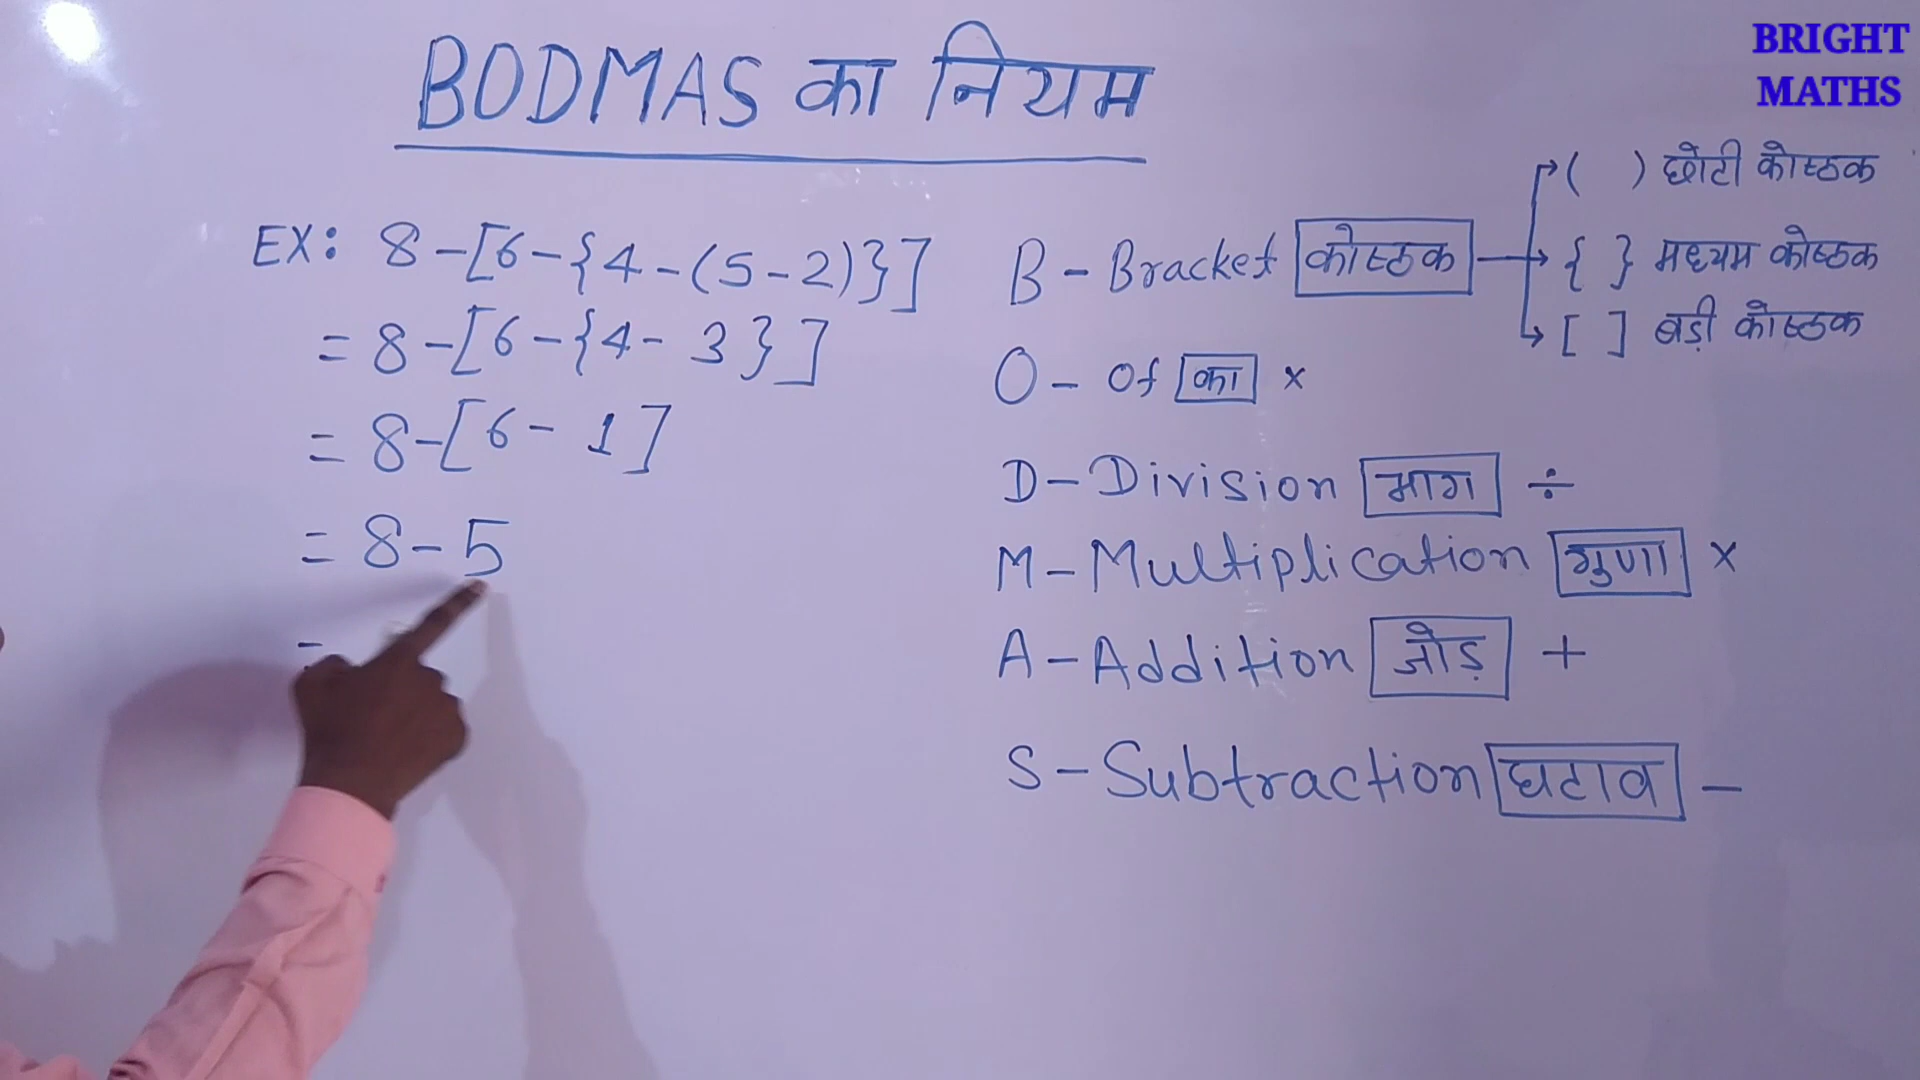 BRIGHT
MATHS
BODMAS का नियम
EX: 8-[6-{4-(5-2)}]
= 8-[6-{4- 3}]
= 8-[6- 1]
= 8-5
=
B - Bracket कोष्ठक
( ) छोटी कोष्ठक
{ } मध्यम कोष्ठक
[ ] बड़ी कोष्ठक
O - Of का ×
D - Division भाग ÷
M - Multiplication गुणा ×
A - Addition जोड़ +
S - Subtraction घटाव -